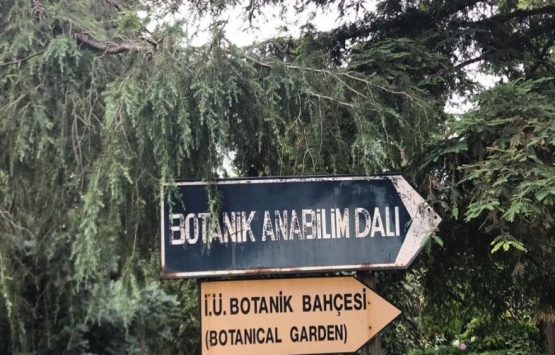 BOTANİK ANABİLİM DALI
İ.Ü. BOTANİK BAHÇESİ
(BOTANICAL GARDEN)